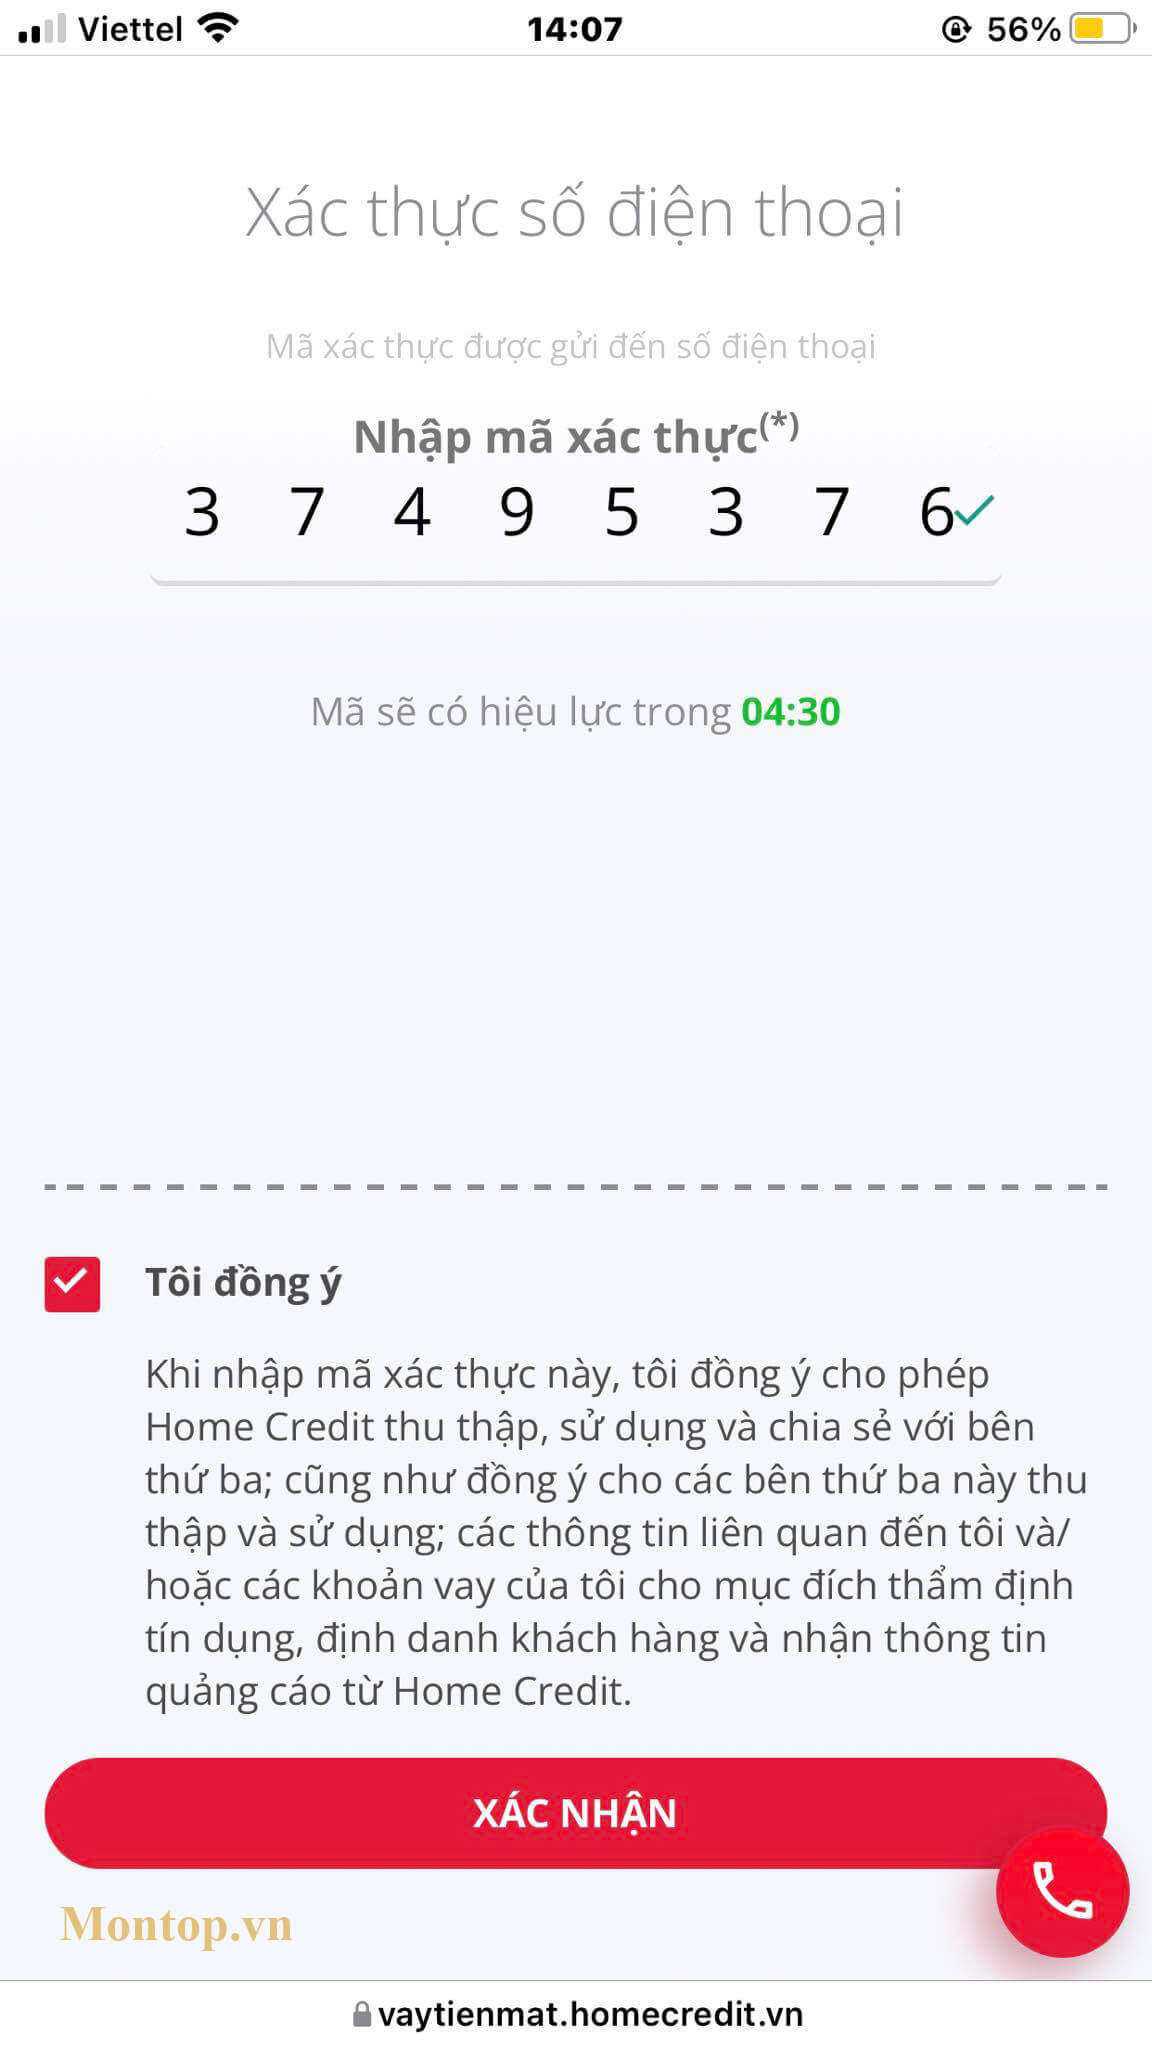 Viettel 14:07 56%
Xác thực số điện thoại
Mã xác thực được gửi đến số điện thoại
Nhập mã xác thực(*)
3 7 4 9 5 3 7 6
Mã sẽ có hiệu lực trong 04:30
Tôi đồng ý
Khi nhập mã xác thực này, tôi đồng ý cho phép
Home Credit thu thập, sử dụng và chia sẻ với bên
thứ ba; cũng như đồng ý cho các bên thứ ba này thu
thập và sử dụng; các thông tin liên quan đến tôi và/
hoặc các khoản vay của tôi cho mục đích thẩm định
tín dụng, định danh khách hàng và nhận thông tin
quảng cáo từ Home Credit.
XÁC NHẬN
Montop.vn
vaytienmat.homecredit.vn